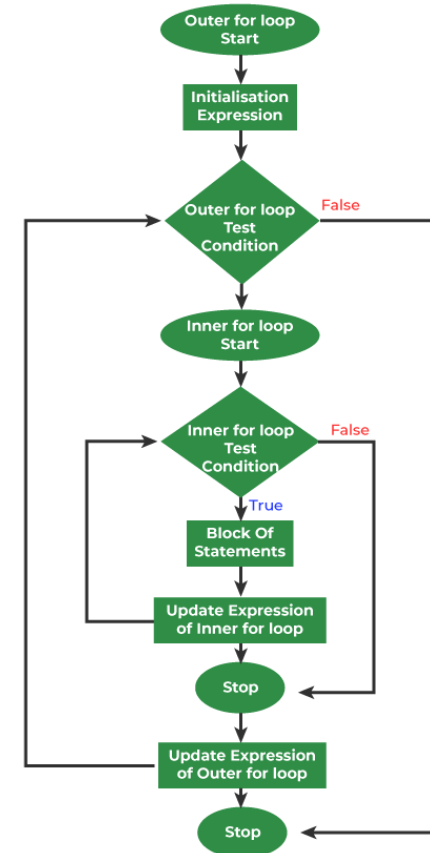 Outer for loop
Start
Initialisation
Expression
Outer for loop
Test
Condition
False
Inner for loop
Start
Inner for loop
Test
Condition
False
True
Block Of
Statements
Update Expression
of Inner for loop
Stop
Update Expression
of Outer for loop
Stop